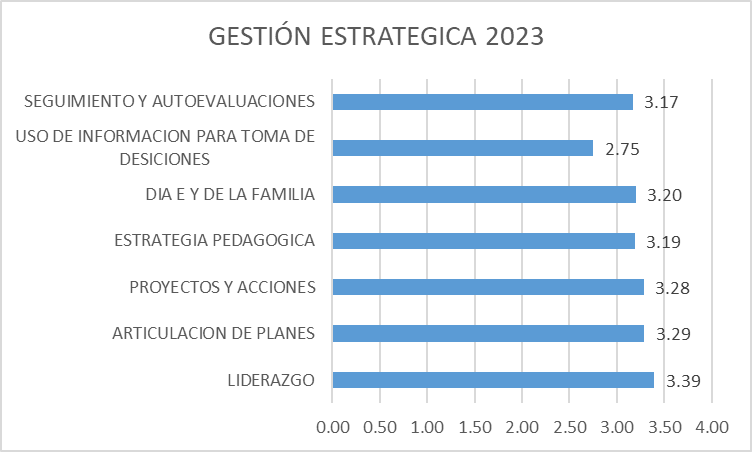 GESTIÓN ESTRATEGICA 2023
SEGUIMIENTO Y AUTOEVALUACIONES
3.17
USO DE INFORMACION PARA TOMA DE
DESICIONES
2.75
DIA E Y DE LA FAMILIA
3.20
ESTRATEGIA PEDAGOGICA
3.19
PROYECTOS Y ACCIONES
3.28
ARTICULACION DE PLANES
3.29
LIDERAZGO
3.39
0.00 0.50 1.00 1.50 2.00 2.50 3.00 3.50 4.00